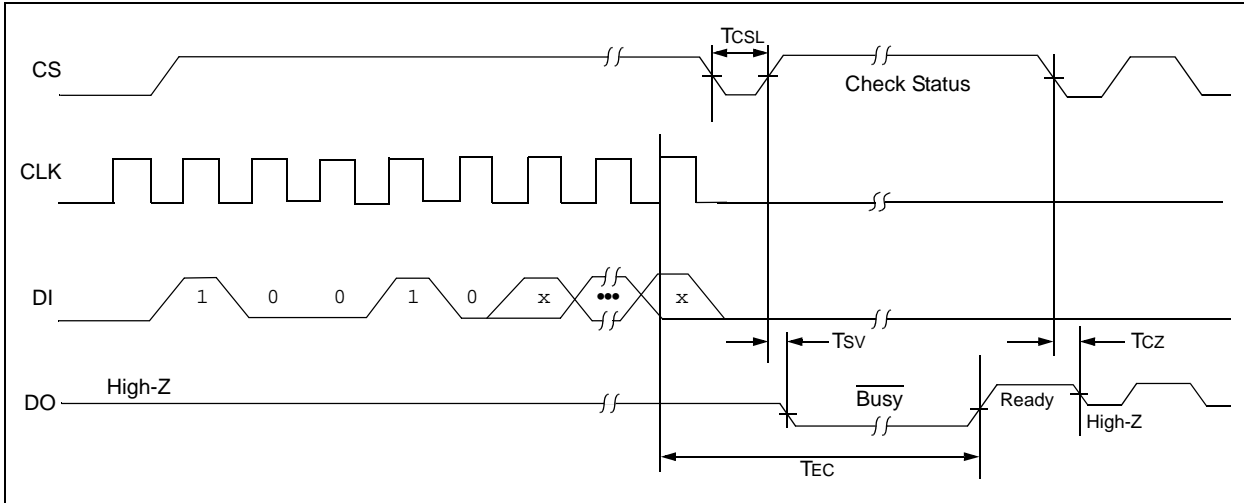 TCSL
CS
Check Status
CLK
DI 1 0 0 1 0 x ••• x
TSV
TCZ
High-Z
DO
Busy
Ready
High-Z
TEC